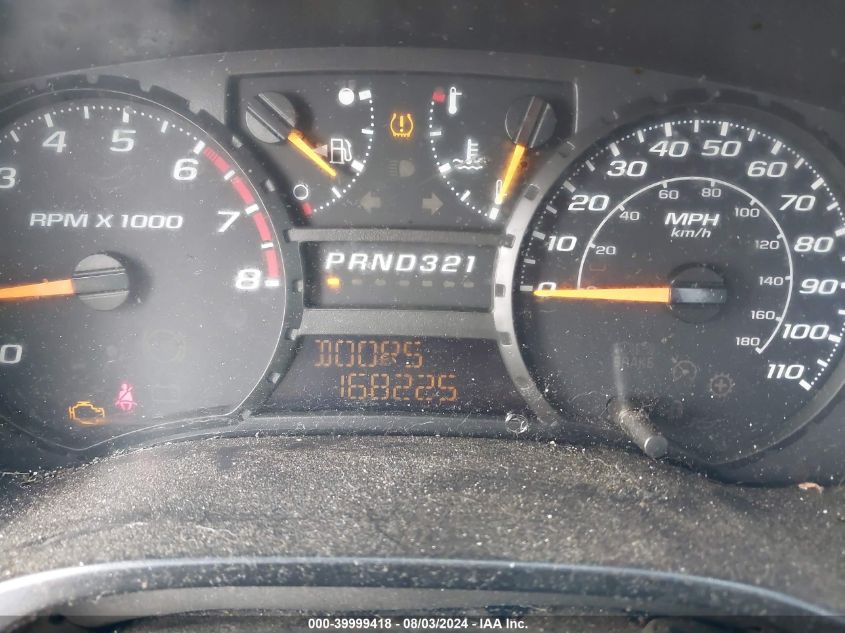 3 4 5 6 7 8
RPM X 1000
0
PRND321
DOORS
168225
0 10 20 30 40 50 60 70 80 90 100 110
20 40 60 80 100 120 140 160 180
MPH
km/h
000-39999418 - 08/03/2024 - IAA Inc.